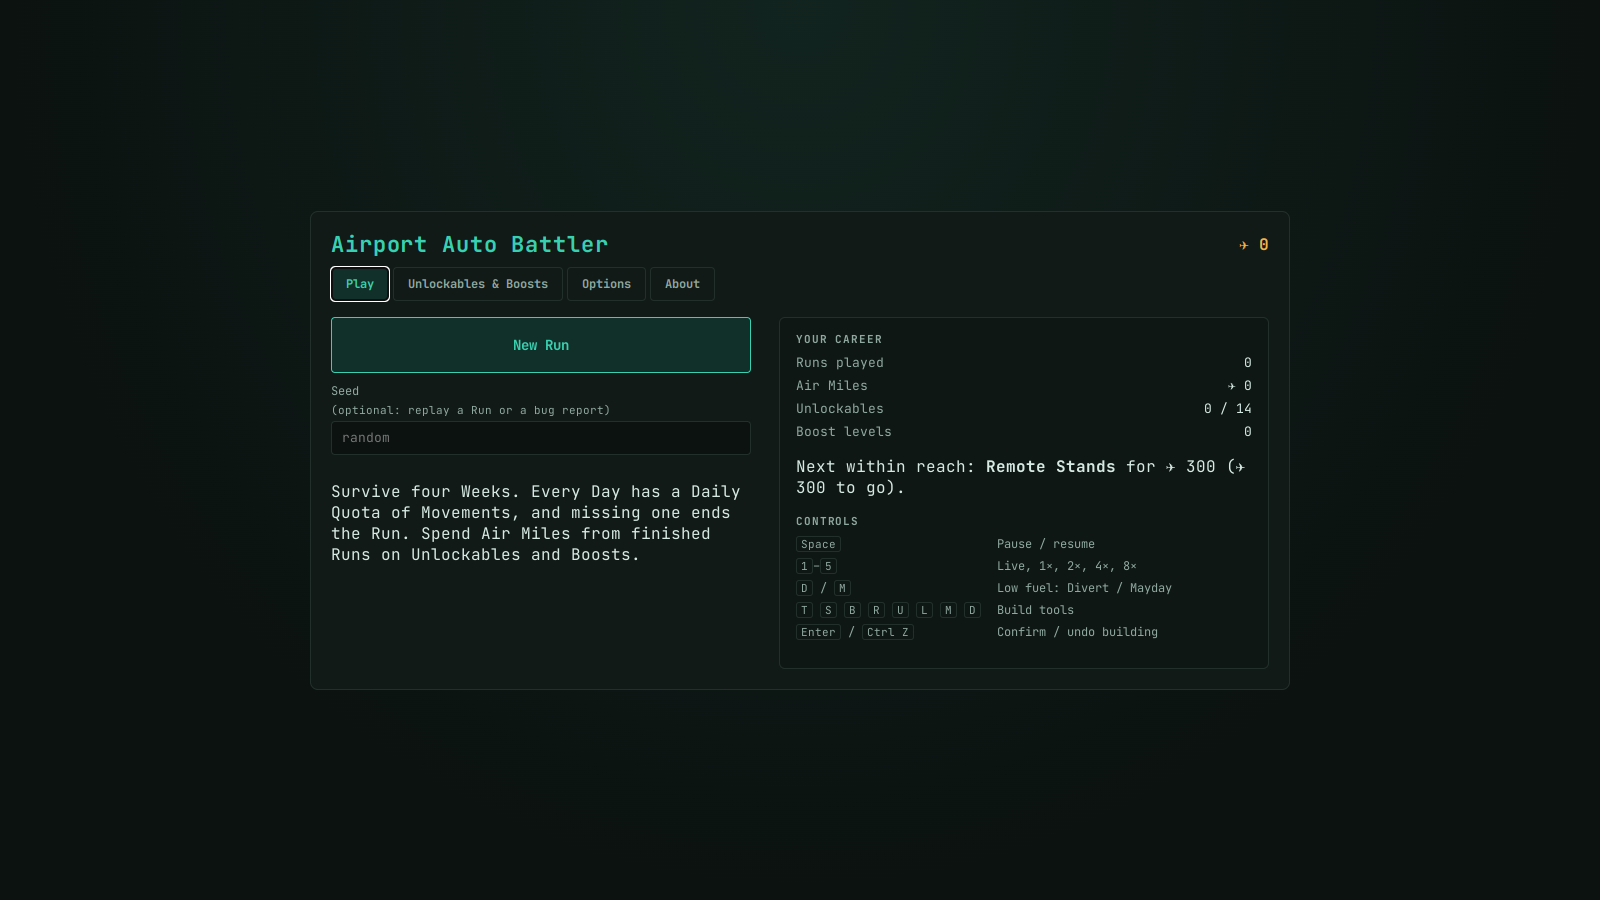 Airport Auto Battler
✈ 0
Play
Unlockables & Boosts
Options
About
New Run
Seed
(optional: replay a Run or a bug report)
random
Survive four Weeks. Every Day has a Daily
Quota of Movements, and missing one ends
the Run. Spend Air Miles from finished
Runs on Unlockables and Boosts.
YOUR CAREER
Runs played 0
Air Miles ✈ 0
Unlockables 0 / 14
Boost levels 0
Next within reach: Remote Stands for ✈ 300 (✈
300 to go).
CONTROLS
Space Pause / resume
1–5 Live, 1×, 2×, 4×, 8×
D / M Low fuel: Divert / Mayday
T S B R U L M D Build tools
Enter / Ctrl Z Confirm / undo building